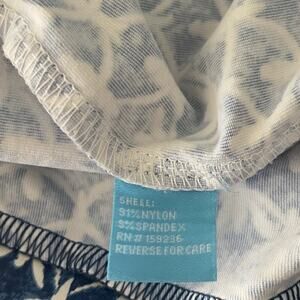 SHELL:
91%NYLON
9%SPANDEX
RN# 159236
REVERSE FOR CARE